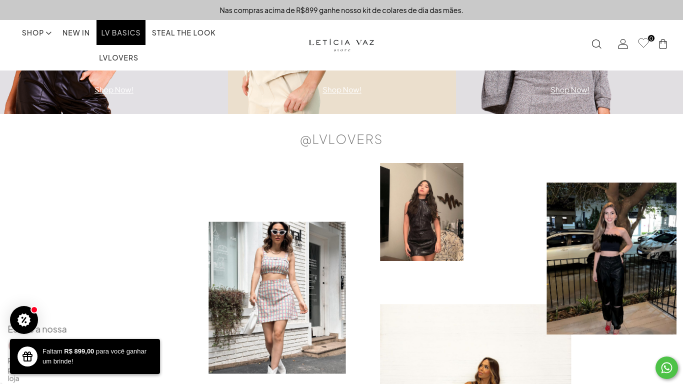 Nas compras acima de R$899 ganhe nosso kit de colares de dia das mães.
SHOP NEW IN LV BASICS STEAL THE LOOK
LVLOVERS
LETÍCIA VAZ
store
0
Shop Now! Shop Now! Shop Now!
@LVLOVERS
a nossa
Faltam R$ 899,00 para você ganhar
um brinde!
loja